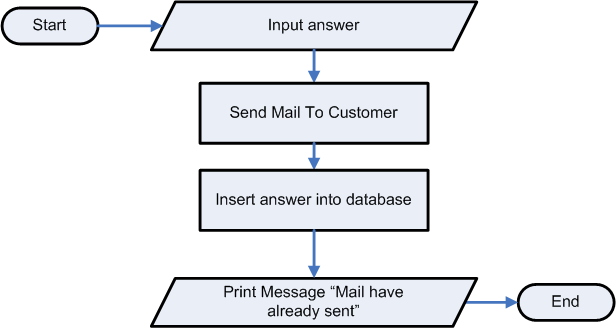 Start
Input answer
Send Mail To Customer
Insert answer into database
Print Message “Mail have
already sent”
End